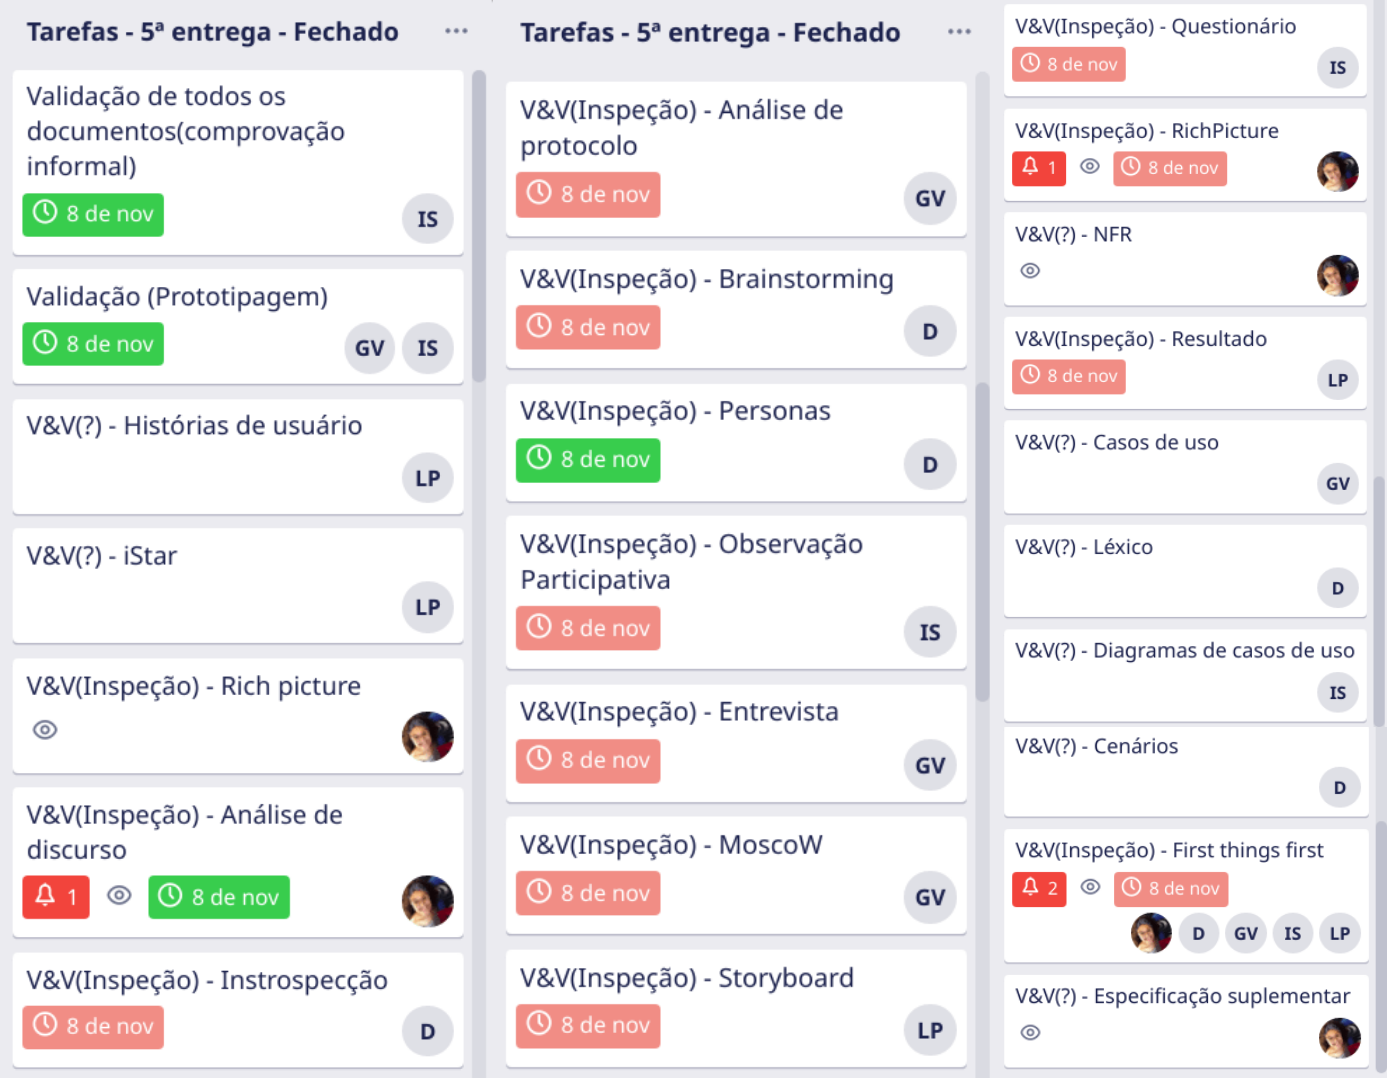 Tarefas - 5ª entrega - Fechado
Validação de todos os
documentos(comprovação
informal)
8 de nov
IS
Validação (Prototipagem)
8 de nov
GV IS
V&V(?) - Histórias de usuário
LP
V&V(?) - iStar
LP
V&V(Inspeção) - Rich picture
V&V(Inspeção) - Análise de
discurso
1 8 de nov
V&V(Inspeção) - Instrospecção
8 de nov
D
Tarefas - 5ª entrega - Fechado
V&V(Inspeção) - Análise de
protocolo
8 de nov
GV
V&V(Inspeção) - Brainstorming
8 de nov
D
V&V(Inspeção) - Personas
8 de nov
D
V&V(Inspeção) - Observação
Participativa
8 de nov
IS
V&V(Inspeção) - Entrevista
8 de nov
GV
V&V(Inspeção) - MoscoW
8 de nov
GV
V&V(Inspeção) - Storyboard
8 de nov
LP
V&V(Inspeção) - Questionário
8 de nov
IS
V&V(Inspeção) - RichPicture
1 8 de nov
V&V(?) - NFR
V&V(Inspeção) - Resultado
8 de nov
LP
V&V(?) - Casos de uso
GV
V&V(?) - Léxico
D
V&V(?) - Diagramas de casos de uso
IS
V&V(?) - Cenários
D
V&V(Inspeção) - First things first
2 8 de nov
D GV IS LP
V&V(?) - Especificação suplementar